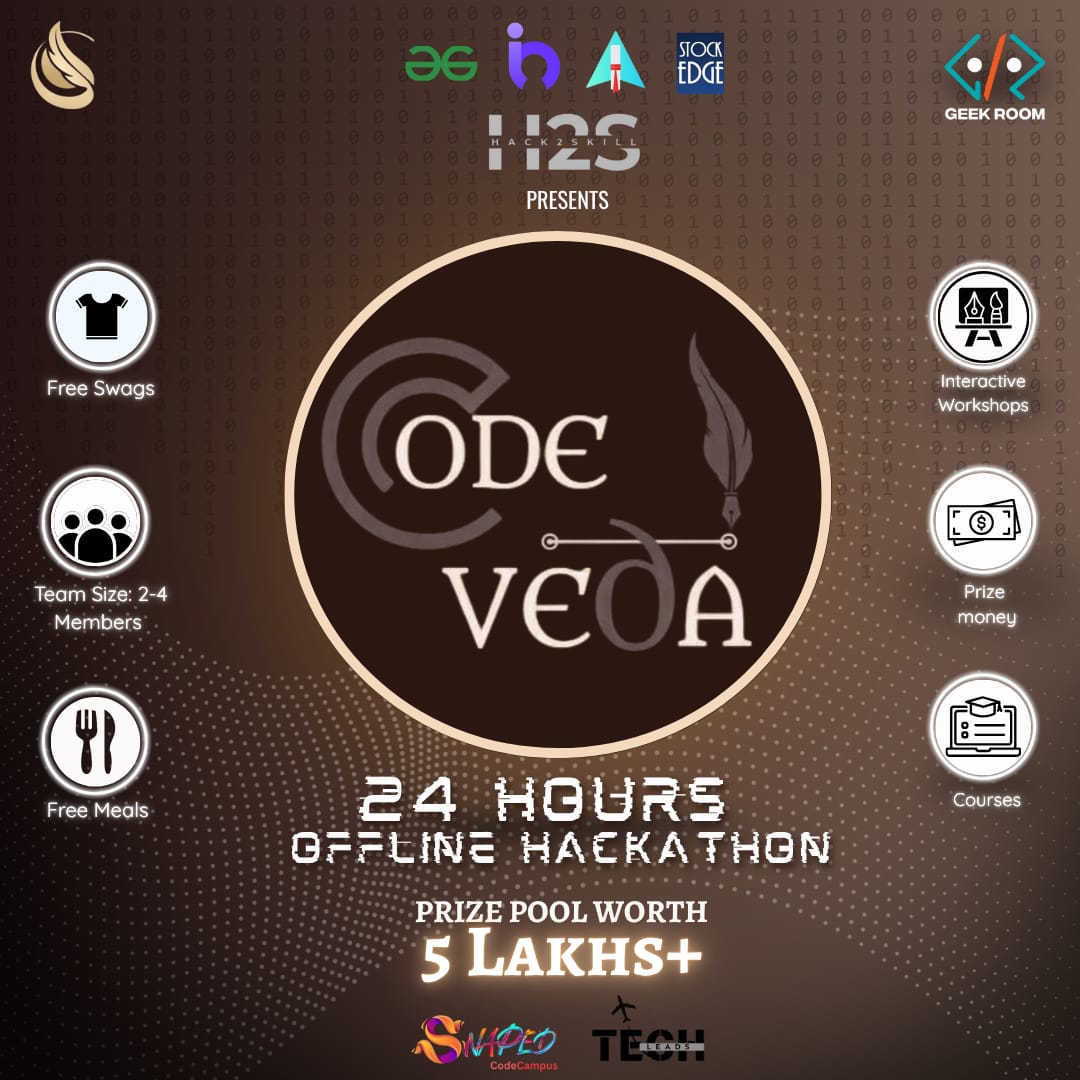 STOCK
EDGE
GEEK ROOM
H2S
HACK2SKILL
PRESENTS
CODE
VEDA
Free Swags
Team Size: 2-4
Members
Free Meals
Interactive
Workshops
Prize
money
Courses
24 HOURS
OFFLINE HACKATHON
PRIZE POOL WORTH
5 LAKHS+
SNAPED
CodeCampus
TECH
LEADS